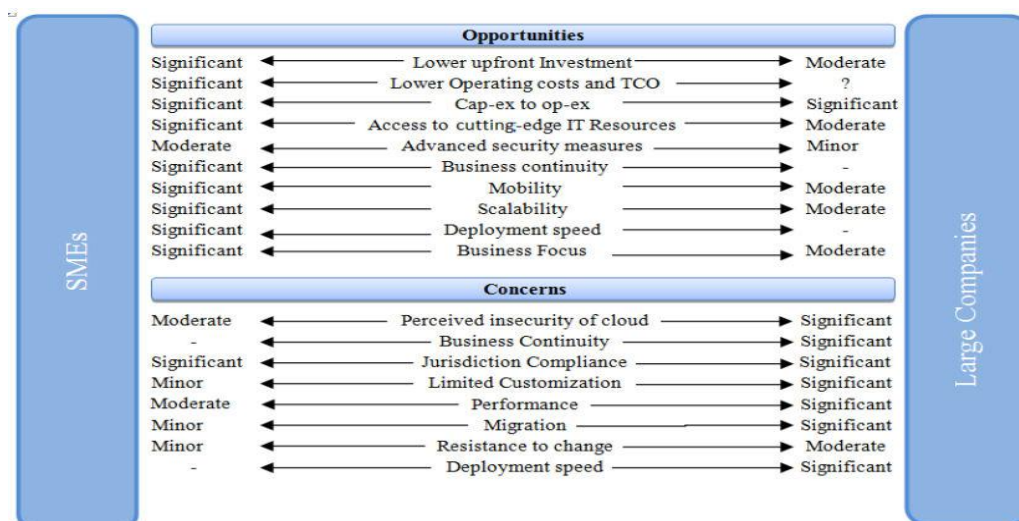 SMEs
Opportunities
Significant Lower upfront Investment Moderate
Significant Lower Operating costs and TCO ?
Significant Cap-ex to op-ex Significant
Significant Access to cutting-edge IT Resources Moderate
Moderate Advanced security measures Minor
Significant Business continuity -
Significant Mobility Moderate
Significant Scalability Moderate
Significant Deployment speed -
Significant Business Focus Moderate
Concerns
Moderate Perceived insecurity of cloud Significant
- Business Continuity Significant
Significant Jurisdiction Compliance Significant
Minor Limited Customization Significant
Moderate Performance Significant
Minor Migration Significant
Minor Resistance to change Moderate
- Deployment speed Significant
Large Companies